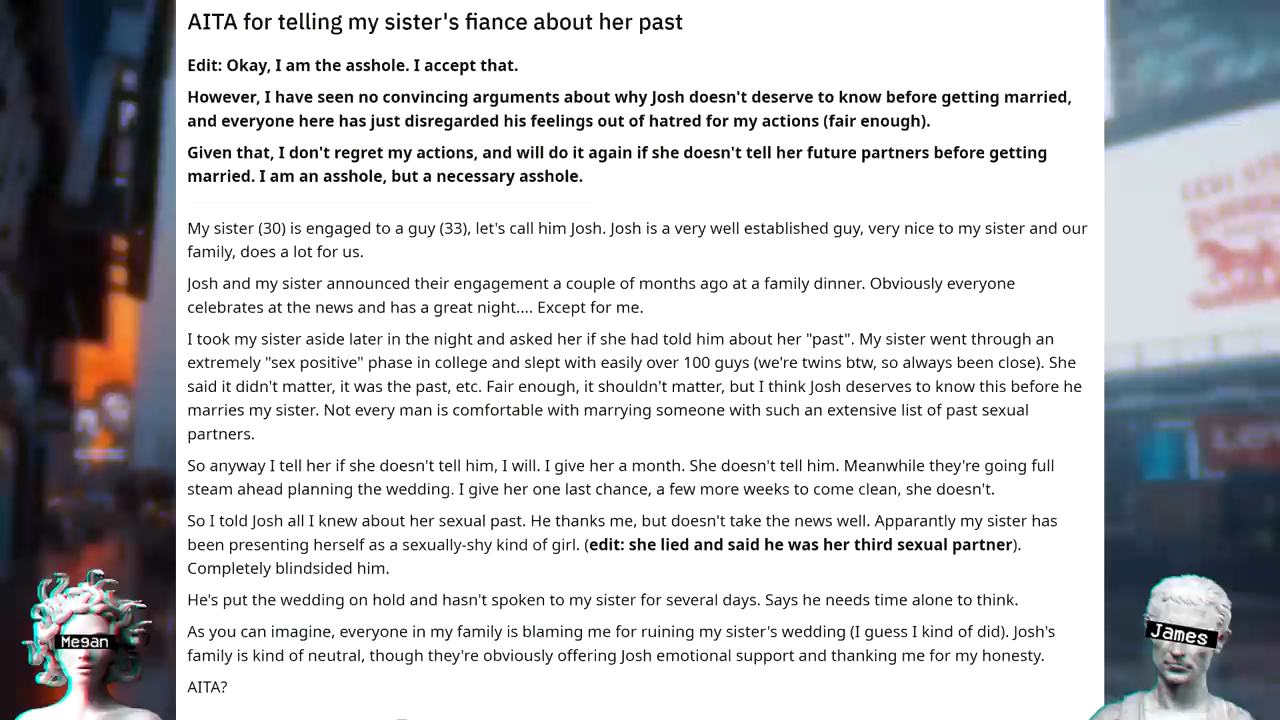 AITA for telling my sister's fiance about her past
Edit: Okay, I am the asshole. I accept that.
However, I have seen no convincing arguments about why Josh doesn't deserve to know before getting married,
and everyone here has just disregarded his feelings out of hatred for my actions (fair enough).
Given that, I don't regret my actions, and will do it again if she doesn't tell her future partners before getting
married. I am an asshole, but a necessary asshole.
My sister (30) is engaged to a guy (33), let's call him Josh. Josh is a very well established guy, very nice to my sister and our
family, does a lot for us.
Josh and my sister announced their engagement a couple of months ago at a family dinner. Obviously everyone
celebrates at the news and has a great night.... Except for me.
I took my sister aside later in the night and asked her if she had told him about her "past". My sister went through an
extremely "sex positive" phase in college and slept with easily over 100 guys (we're twins btw, so always been close). She
said it didn't matter, it was the past, etc. Fair enough, it shouldn't matter, but I think Josh deserves to know this before he
marries my sister. Not every man is comfortable with marrying someone with such an extensive list of past sexual
partners.
So anyway I tell her if she doesn't tell him, I will. I give her a month. She doesn't tell him. Meanwhile they're going full
steam ahead planning the wedding. I give her one last chance, a few more weeks to come clean, she doesn't.
So I told Josh all I knew about her sexual past. He thanks me, but doesn't take the news well. Apparantly my sister has
been presenting herself as a sexually-shy kind of girl. (edit: she lied and said he was her third sexual partner).
Completely blindsided him.
He's put the wedding on hold and hasn't spoken to my sister for several days. Says he needs time alone to think.
As you can imagine, everyone in my family is blaming me for ruining my sister's wedding (I guess I kind of did). Josh's
family is kind of neutral, though they're obviously offering Josh emotional support and thanking me for my honesty.
AITA?
Megan
James